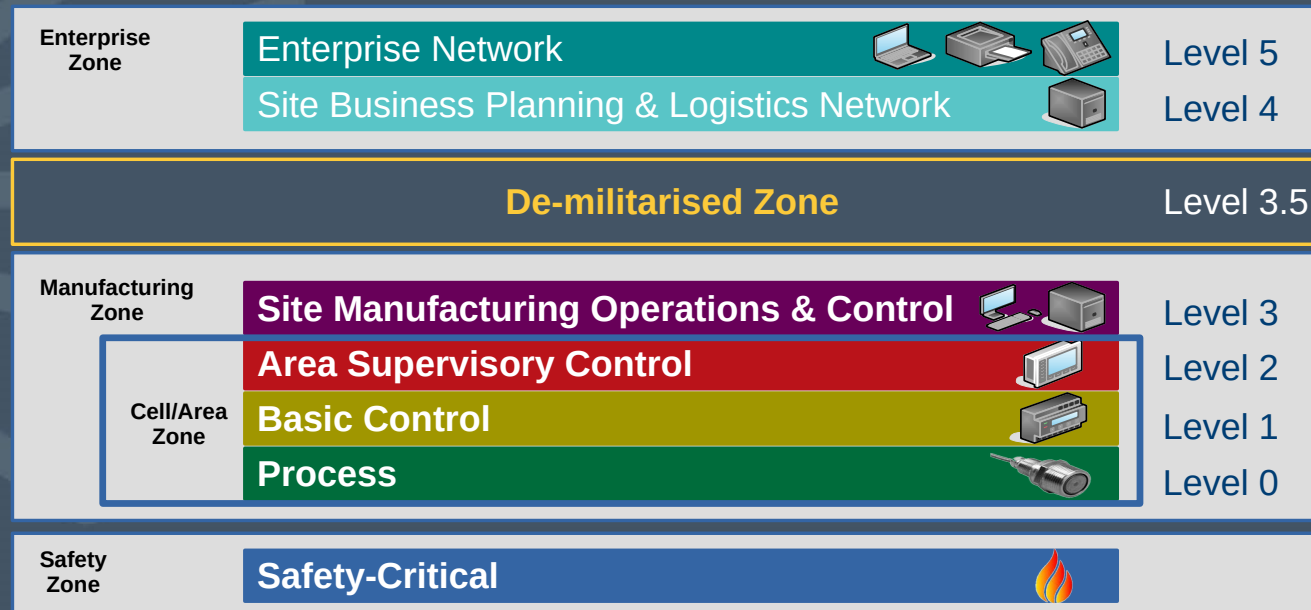 Enterprise
Zone
Enterprise Network
Level 5
Site Business Planning & Logistics Network
Level 4
De-militarised Zone
Level 3.5
Manufacturing
Zone
Site Manufacturing Operations & Control
Level 3
Area Supervisory Control
Level 2
Cell/Area
Zone
Basic Control
Level 1
Process
Level 0
Safety
Zone
Safety-Critical